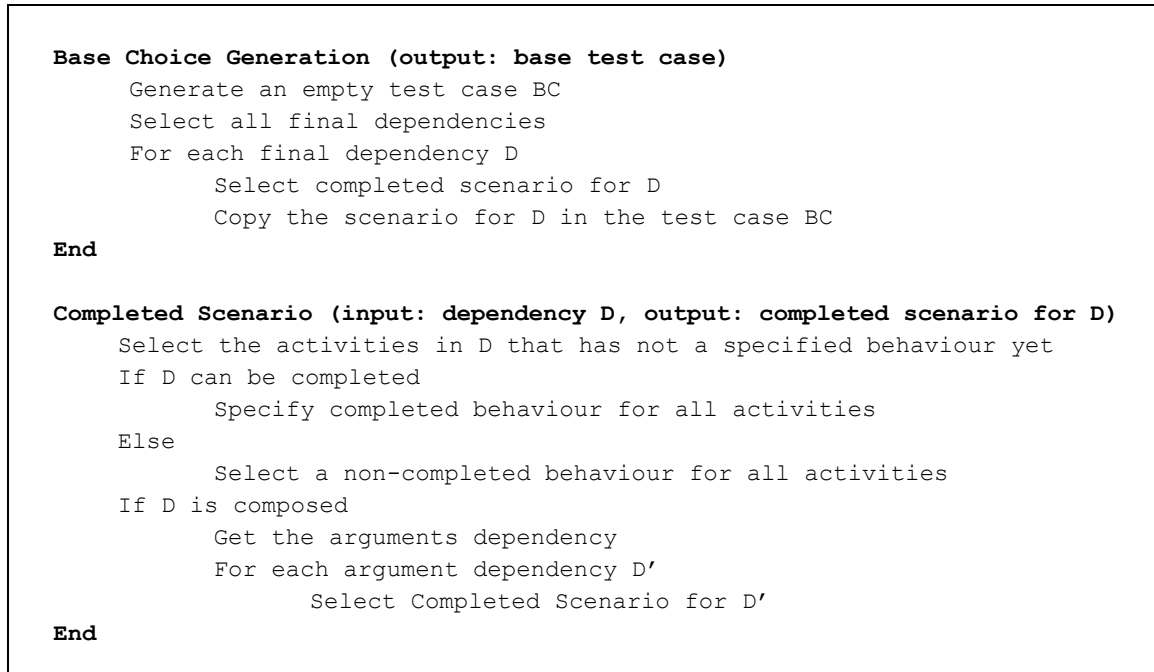 Base Choice Generation (output: base test case)
Generate an empty test case BC
Select all final dependencies
For each final dependency D
Select completed scenario for D
Copy the scenario for D in the test case BC
End
Completed Scenario (input: dependency D, output: completed scenario for D)
Select the activities in D that has not a specified behaviour yet
If D can be completed
Specify completed behaviour for all activities
Else
Select a non-completed behaviour for all activities
If D is composed
Get the arguments dependency
For each argument dependency D’
Select Completed Scenario for D’
End